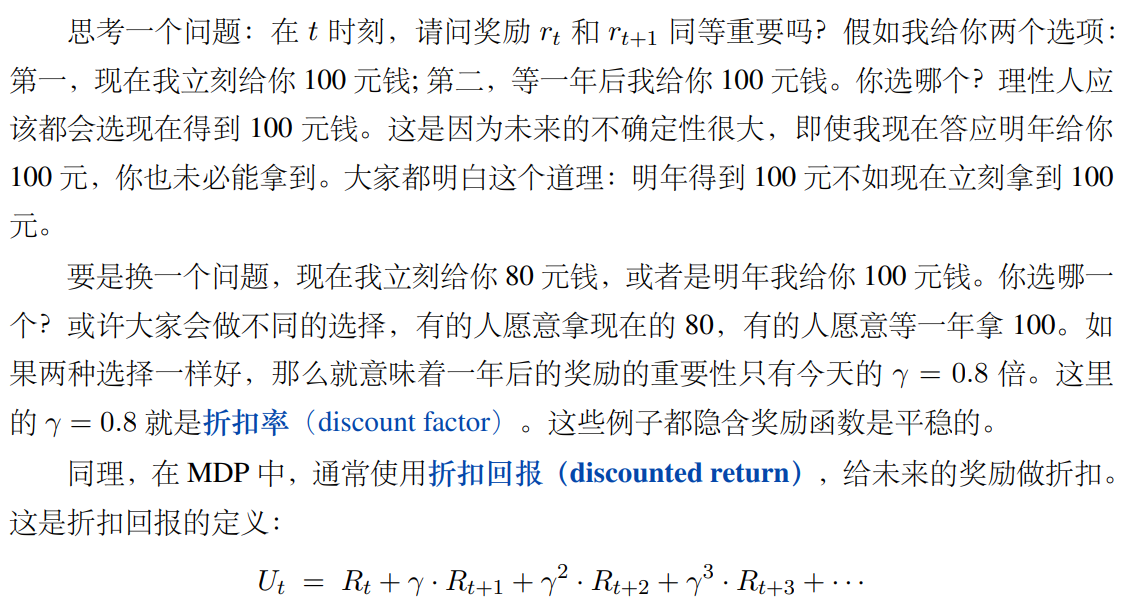 思考一个问题：在 t 时刻，请问奖励 r_t 和 r_{t+1} 同等重要吗？假如我给你两个选项：
第一，现在我立刻给你 100 元钱; 第二，等一年后我给你 100 元钱。你选哪个？理性人应
该都会选现在得到 100 元钱。这是因为未来的不确定性很大，即使我现在答应明年给你
100 元，你也未必能拿到。大家都明白这个道理：明年得到 100 元不如现在立刻拿到 100
元。
要是换一个问题，现在我立刻给你 80 元钱，或者是明年我给你 100 元钱。你选哪一
个？或许大家会做不同的选择，有的人愿意拿现在的 80，有的人愿意等一年拿 100。如
果两种选择一样好，那么就意味着一年后的奖励的重要性只有今天的 γ = 0.8 倍。这里
的 γ = 0.8 就是折扣率（discount factor）。这些例子都隐含奖励函数是平稳的。
同理，在 MDP 中，通常使用折扣回报（discounted return），给未来的奖励做折扣。
这是折扣回报的定义：
U_t = R_t + γ · R_{t+1} + γ^2 · R_{t+2} + γ^3 · R_{t+3} + ···